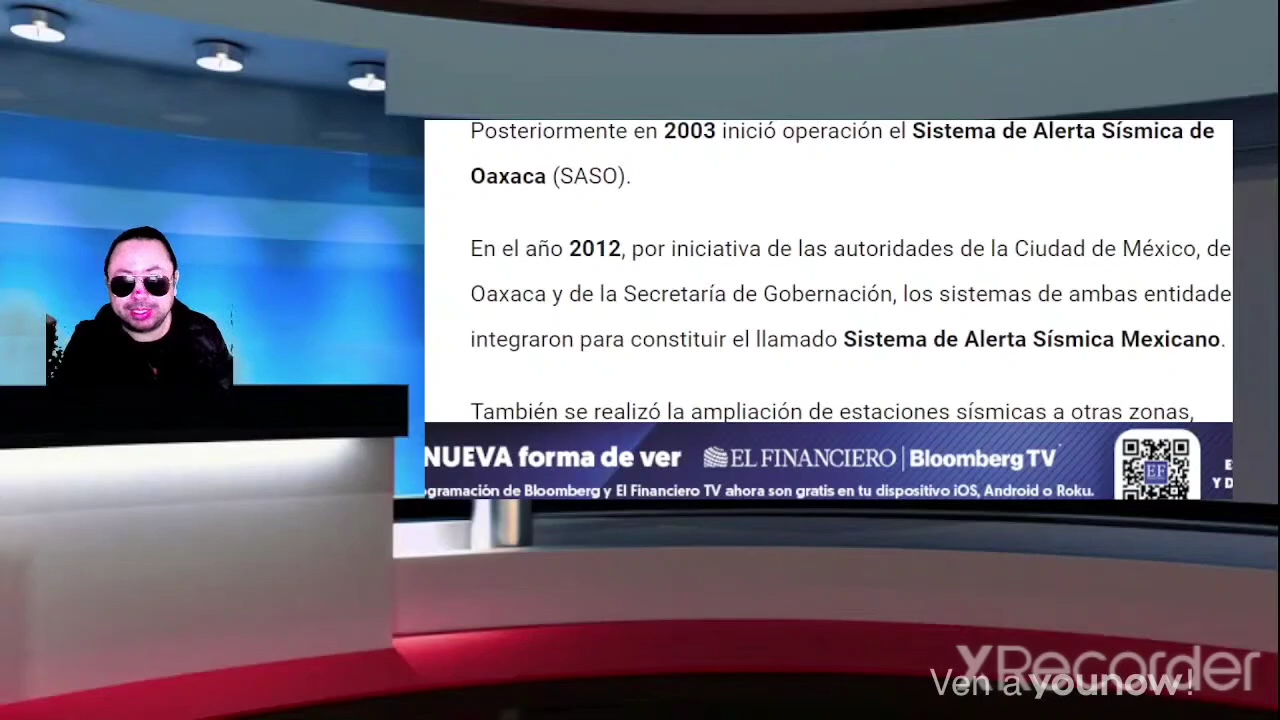 Posteriormente en 2003 inició operación el Sistema de Alerta Sísmica de
Oaxaca (SASO).
En el año 2012, por iniciativa de las autoridades de la Ciudad de México, de
Oaxaca y de la Secretaría de Gobernación, los sistemas de ambas entidade
integraron para constituir el llamado Sistema de Alerta Sísmica Mexicano.
También se realizó la ampliación de estaciones sísmicas a otras zonas,
NUEVA forma de ver EL FINANCIERO | Bloomberg TV
ogramación de Bloomberg y El Financiero TV ahora son gratis en tu dispositivo iOS, Android o Roku.
EF
E
Y D
XRecorder
Ven a younow!